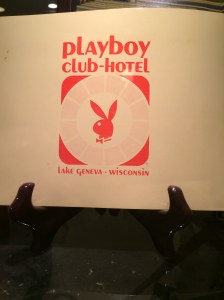 playboy
club-hotel
Lake Geneva · Wisconsin